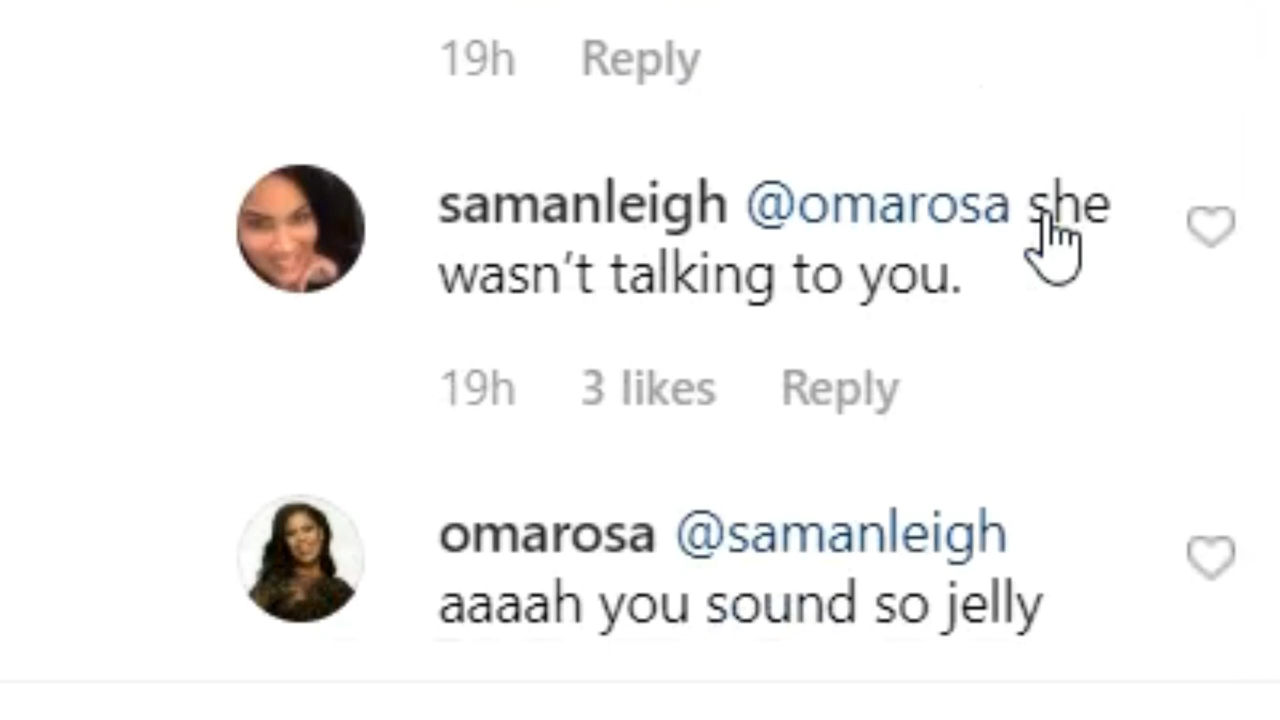 19h Reply
samanleigh @omarosa she
wasn't talking to you.
19h 3 likes Reply
omarosa @samanleigh
aaaah you sound so jelly